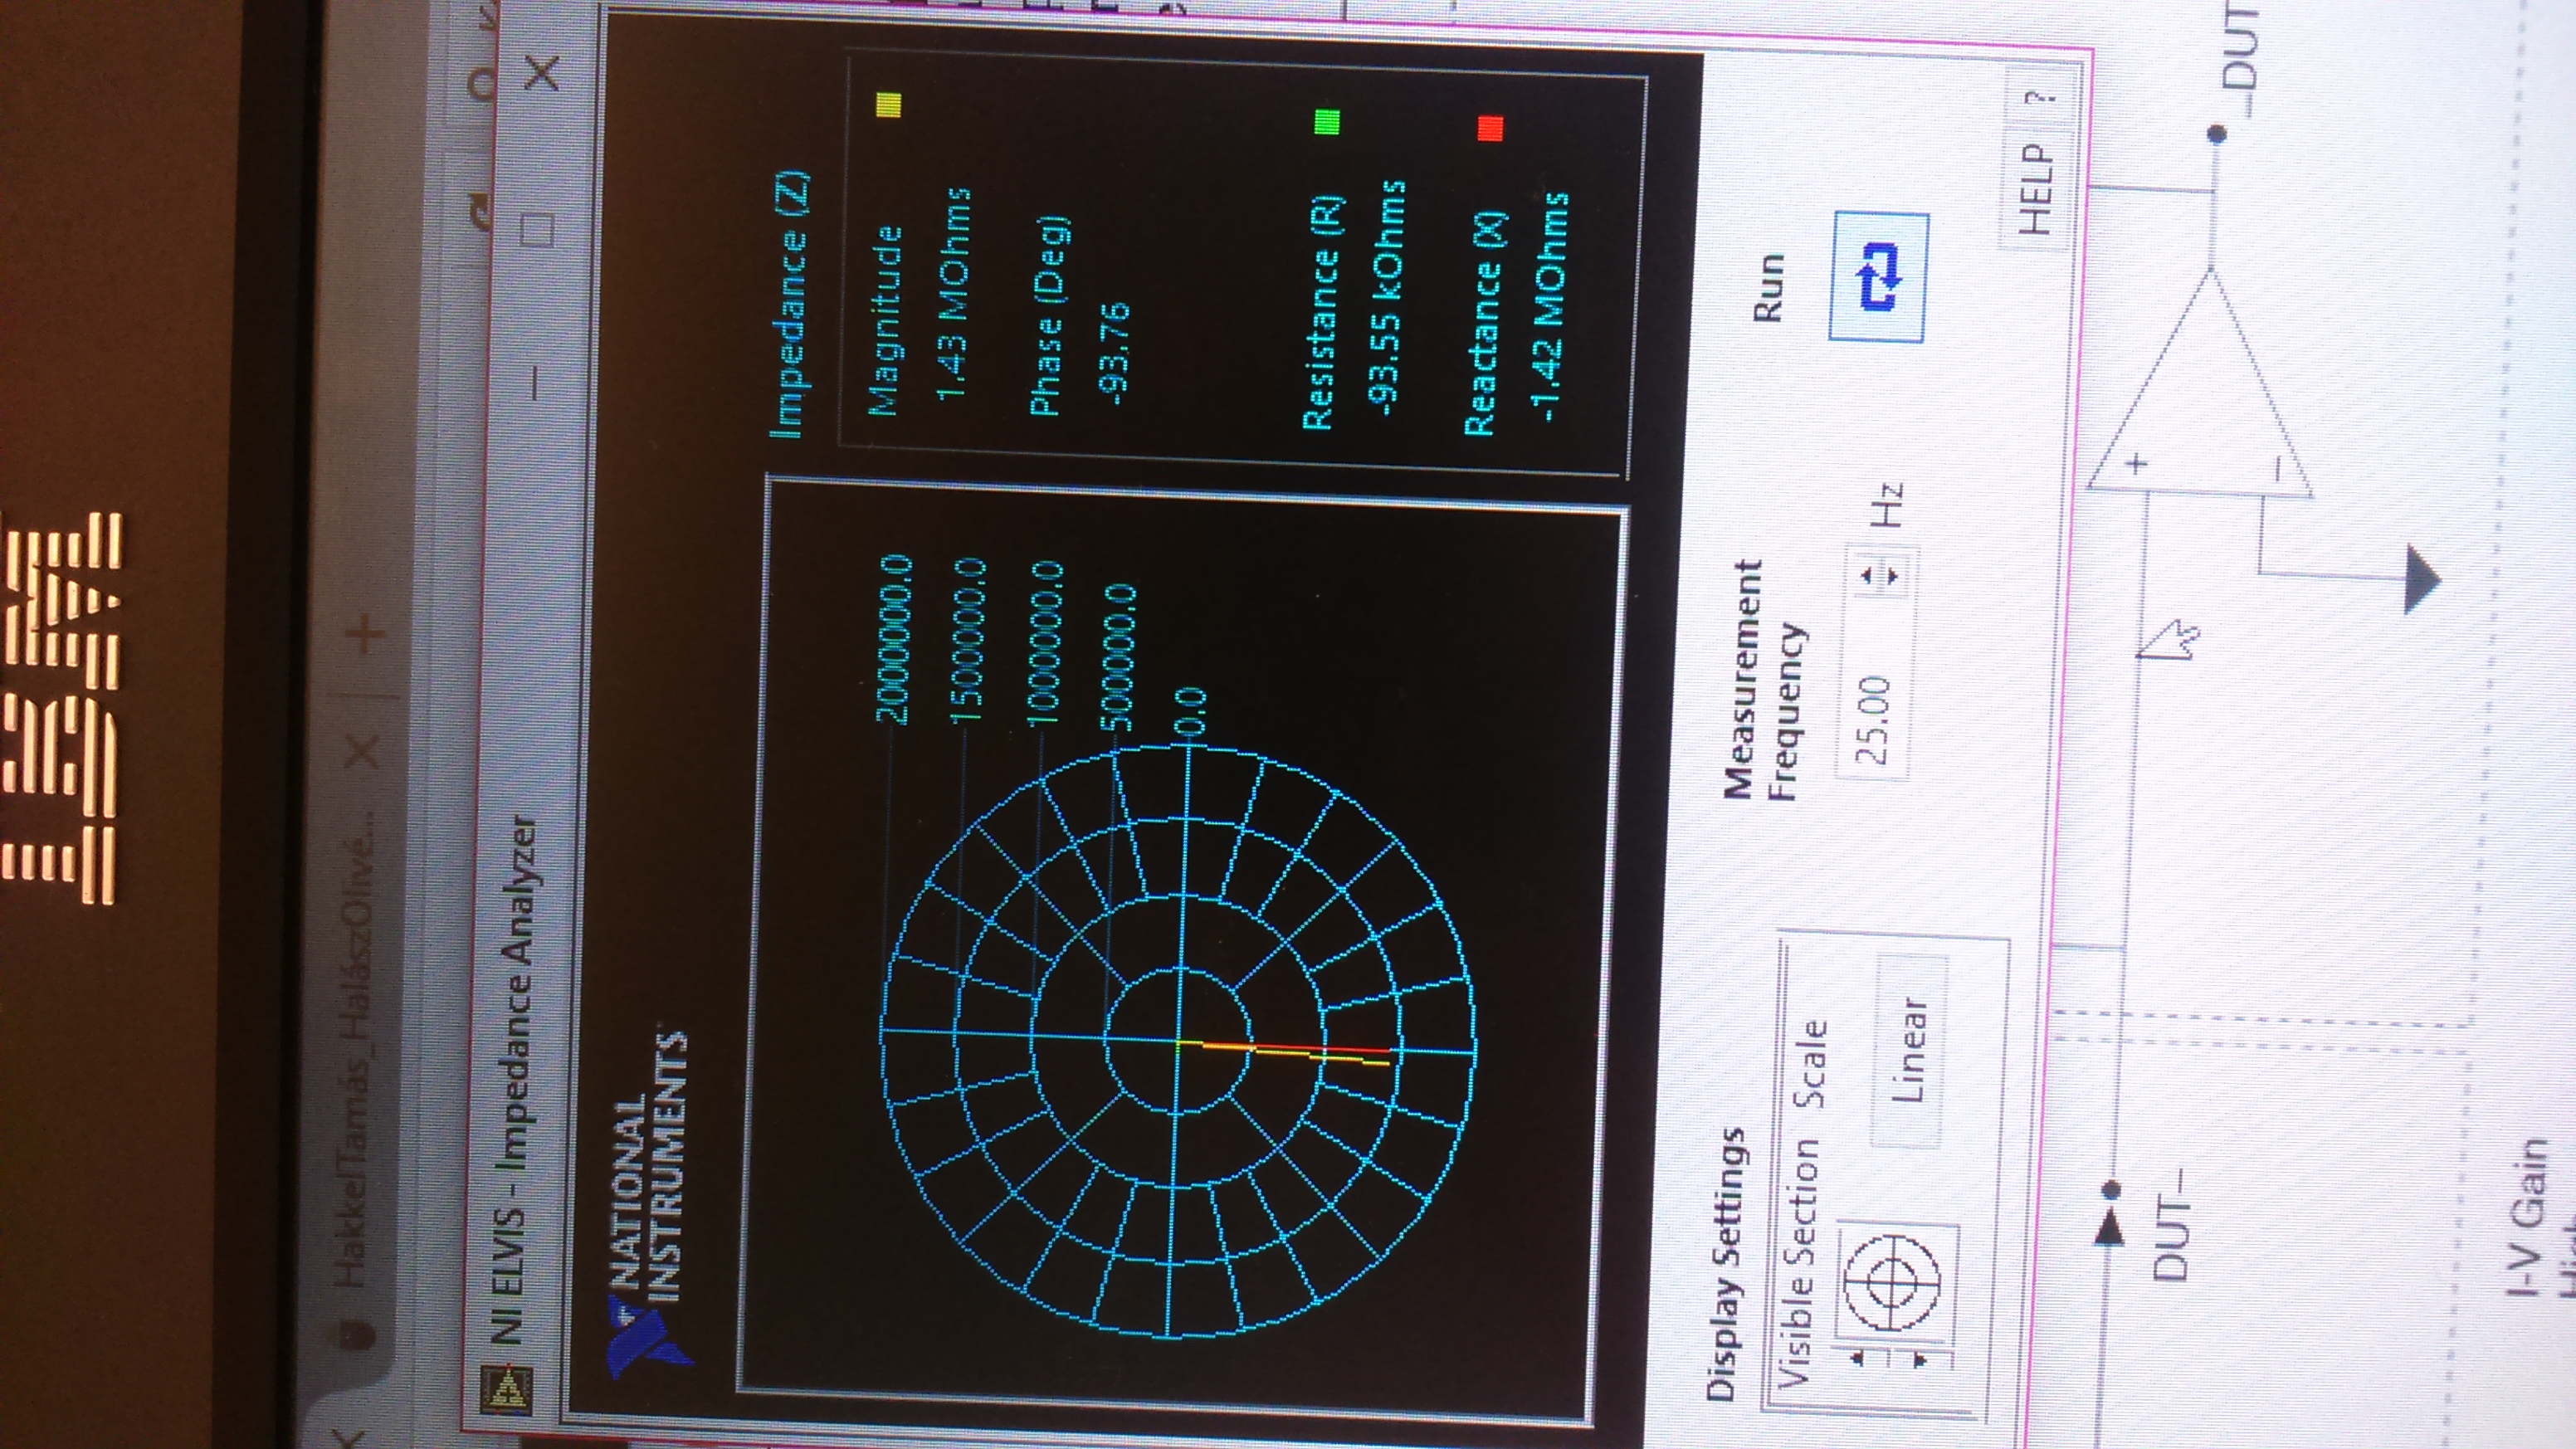 IBM
HakkelTamás_HalászOlivé...
NI ELVIS - Impedance Analyzer
NATIONAL
INSTRUMENTS
Impedance (Z)
2000000.0
1500000.0
1000000.0
500000.0
0.0
Magnitude
1.43 MOhms
Phase (Deg)
-93.76
Resistance (R)
-93.55 kOhms
Reactance (X)
-1.42 MOhms
Display Settings
Visible Section Scale
Linear
Measurement
Frequency
25.00 Hz
Run
HELP ?
DUT–
+
–
_DUT
I-V Gain
High